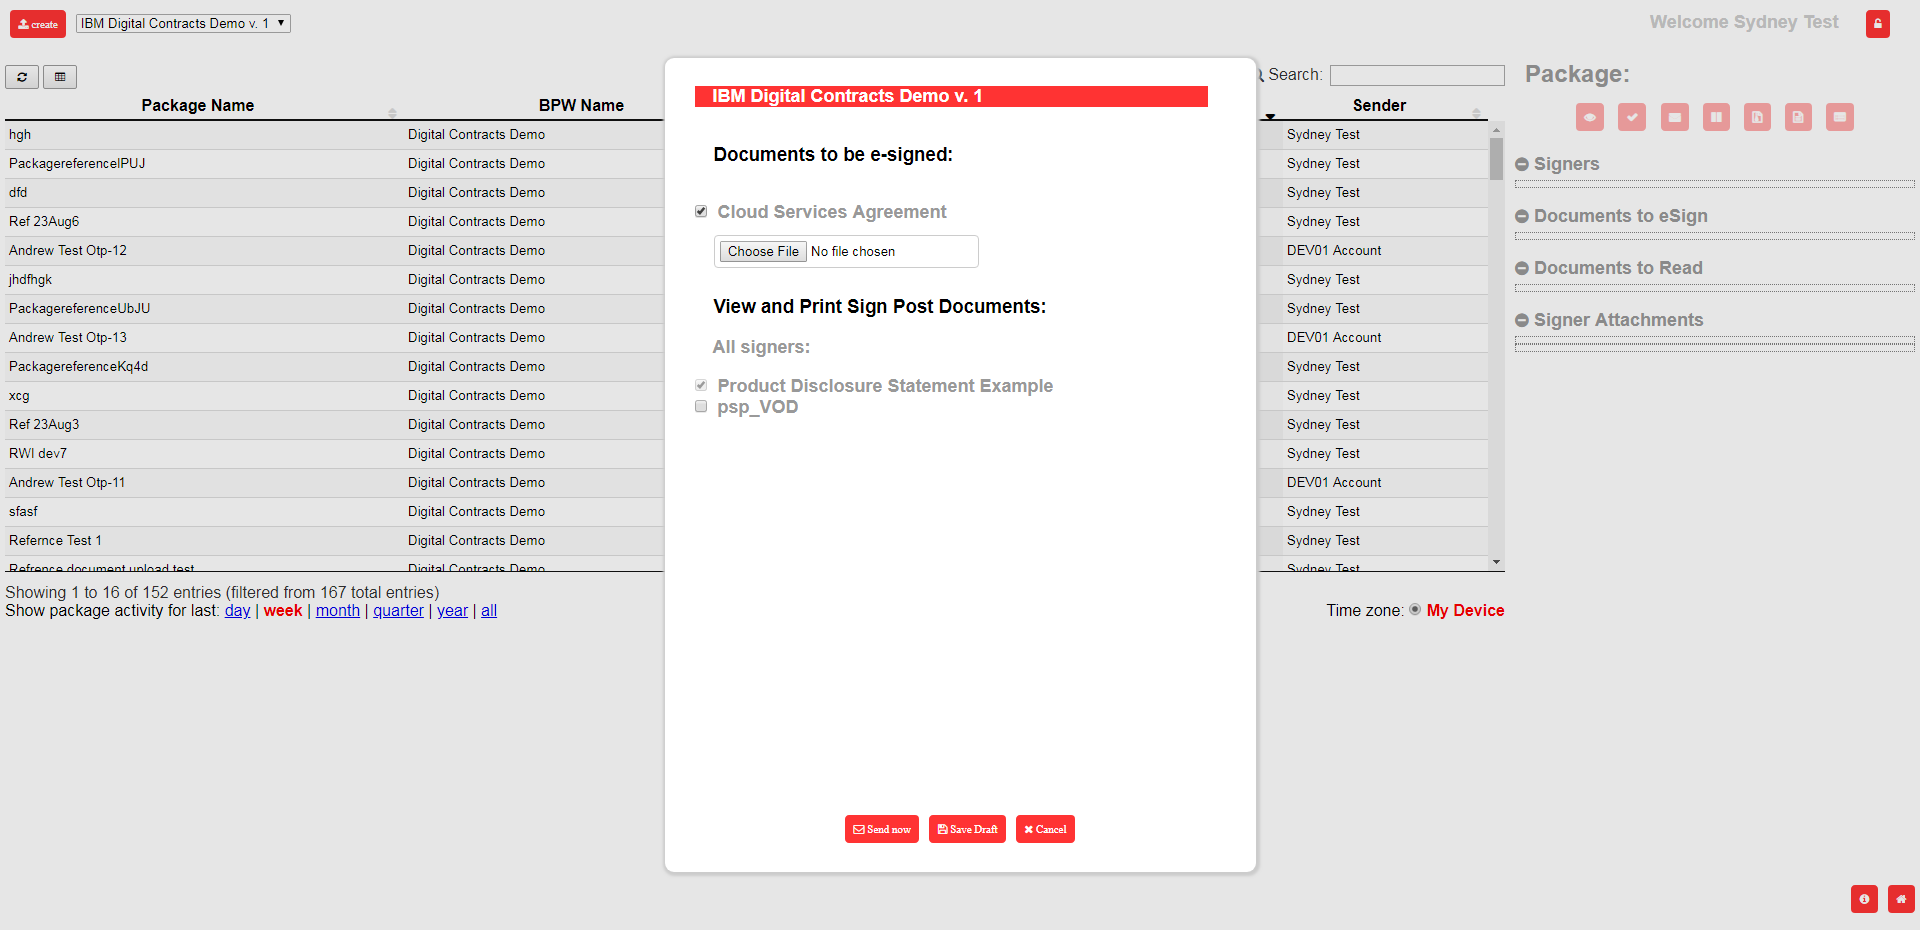 create IBM Digital Contracts Demo v. 1 Welcome Sydney Test
Search: Package:
Package Name BPW Name Sender
hgh Digital Contracts Demo Sydney Test
PackagereferenceIPUJ Digital Contracts Demo Sydney Test
dfd Digital Contracts Demo Sydney Test
Ref 23Aug6 Digital Contracts Demo Sydney Test
Andrew Test Otp-12 Digital Contracts Demo DEV01 Account
jhdfhgk Digital Contracts Demo Sydney Test
PackagereferenceUbJU Digital Contracts Demo Sydney Test
Andrew Test Otp-13 Digital Contracts Demo DEV01 Account
PackagereferenceKq4d Digital Contracts Demo Sydney Test
xcg Digital Contracts Demo Sydney Test
Ref 23Aug3 Digital Contracts Demo Sydney Test
RWI dev7 Digital Contracts Demo Sydney Test
Andrew Test Otp-11 Digital Contracts Demo DEV01 Account
sfasf Digital Contracts Demo Sydney Test
Refernce Test 1 Digital Contracts Demo Sydney Test
Refrence document upload test Digital Contracts Demo Sydney Test
Showing 1 to 16 of 152 entries (filtered from 167 total entries)
Show package activity for last: day | week | month | quarter | year | all
Time zone: My Device
IBM Digital Contracts Demo v. 1
Documents to be e-signed:
Cloud Services Agreement
Choose File No file chosen
View and Print Sign Post Documents:
All signers:
Product Disclosure Statement Example
psp_VOD
Send now Save Draft Cancel
Signers
Documents to eSign
Documents to Read
Signer Attachments